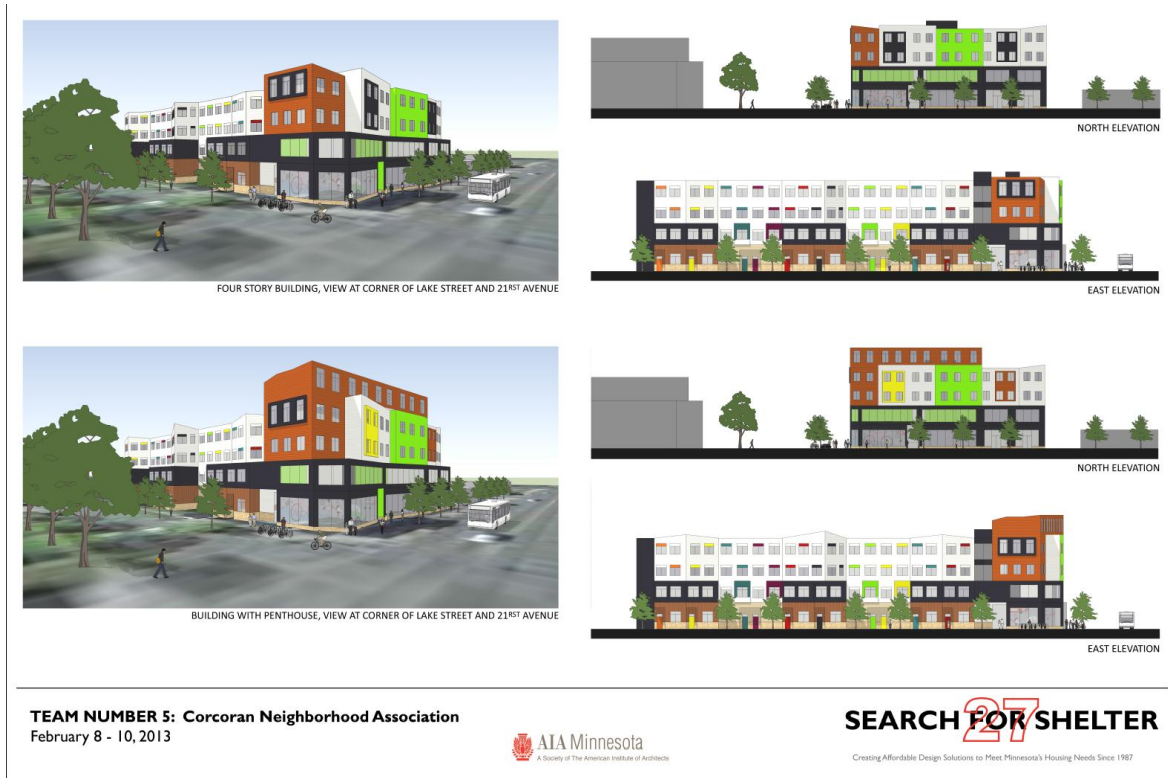 FOUR STORY BUILDING, VIEW AT CORNER OF LAKE STREET AND 21RST AVENUE
NORTH ELEVATION
EAST ELEVATION
BUILDING WITH PENTHOUSE, VIEW AT CORNER OF LAKE STREET AND 21RST AVENUE
NORTH ELEVATION
EAST ELEVATION
TEAM NUMBER 5: Corcoran Neighborhood Association
February 8 - 10, 2013
AIA Minnesota
A Society of The American Institute of Architects
SEARCH FOR SHELTER
27
Creating Affordable Design Solutions to Meet Minnesota's Housing Needs Since 1987